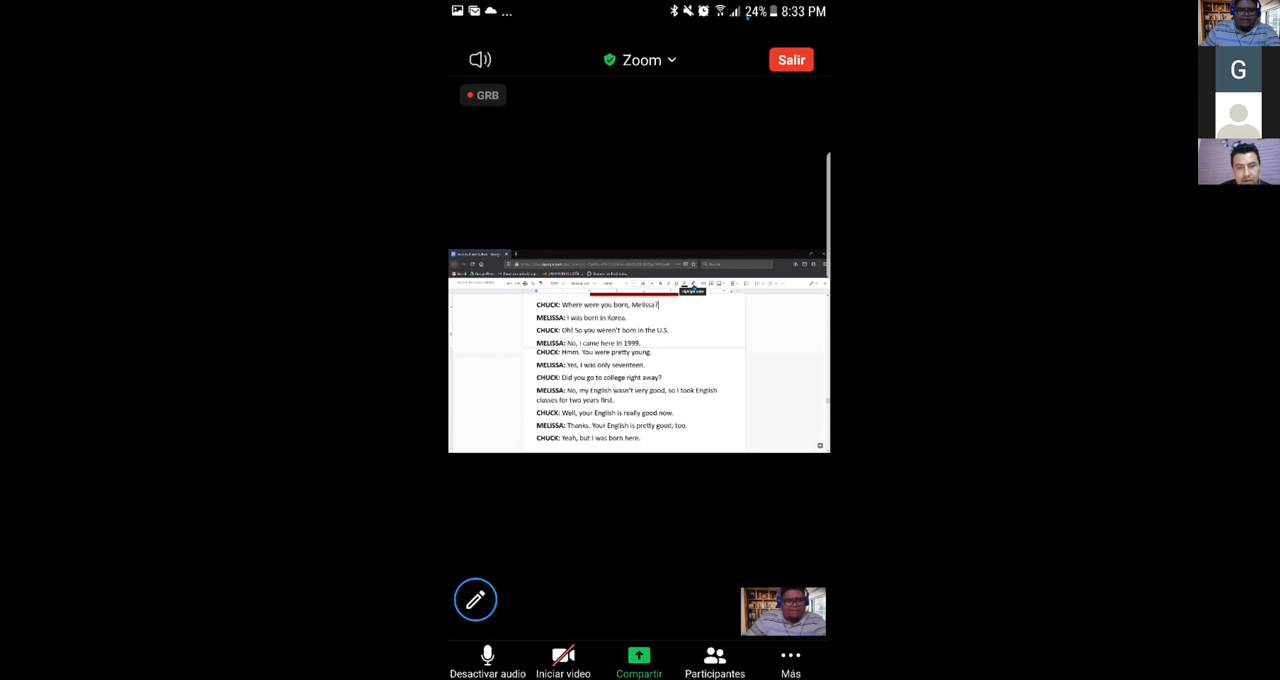 ... 24% 8:33 PM
Zoom
Salir
GRB
G
CHUCK: Where were you born, Melissa?
MELISSA: I was born in Korea.
CHUCK: Oh! So you weren't born in the U.S.
MELISSA: No, I came here in 1999.
CHUCK: Hmm. You were pretty young.
MELISSA: Yes, I was only seventeen.
CHUCK: Did you go to college right away?
MELISSA: No, my English wasn't very good, so I took English
classes for two years first.
CHUCK: Well, your English is really good now.
MELISSA: Thanks. Your English is pretty good, too.
CHUCK: Yeah, but I was born here.
Desactivar audio
Iniciar video
Compartir
Participantes
Más